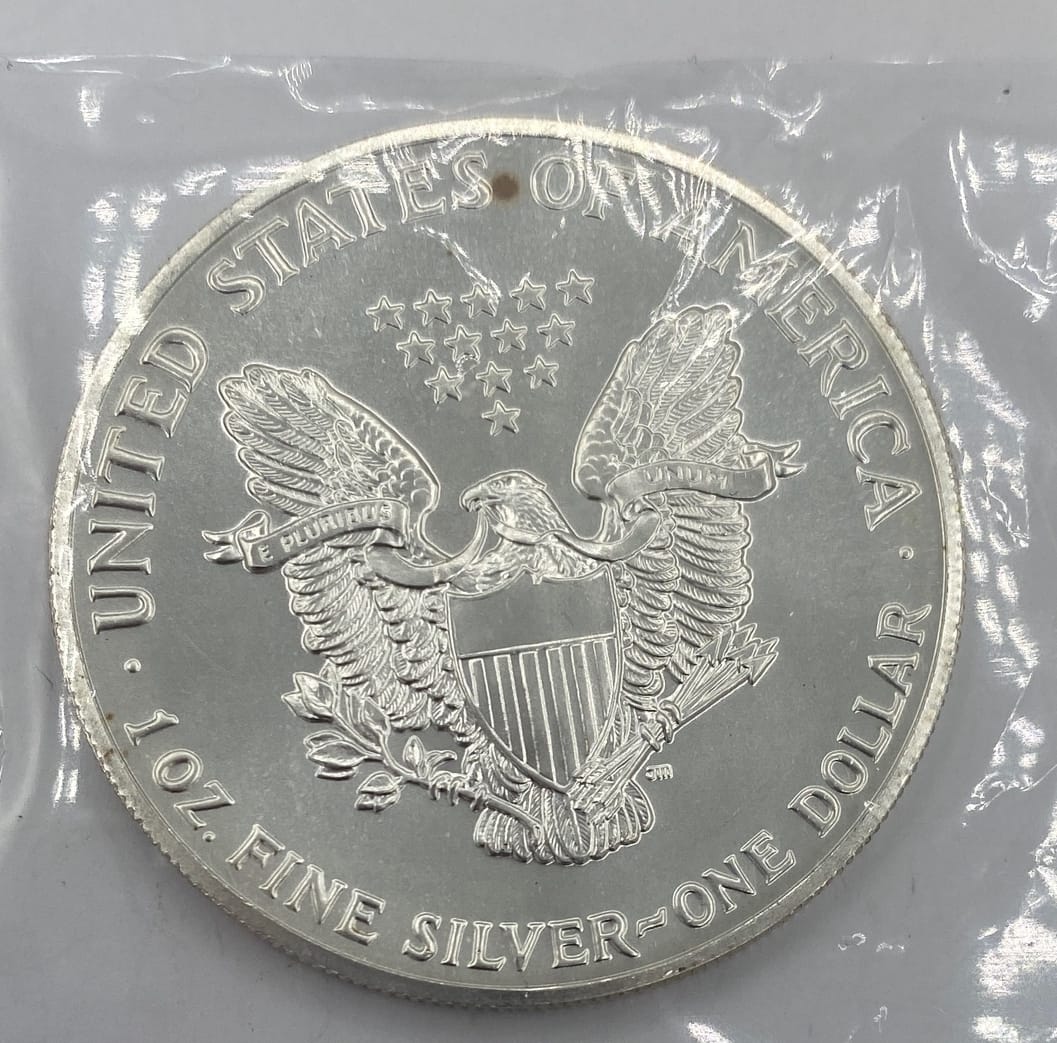 UNITED STATES OF AMERICA
E PLURIBUS UNUM
JM
1 OZ. FINE SILVER~ONE DOLLAR